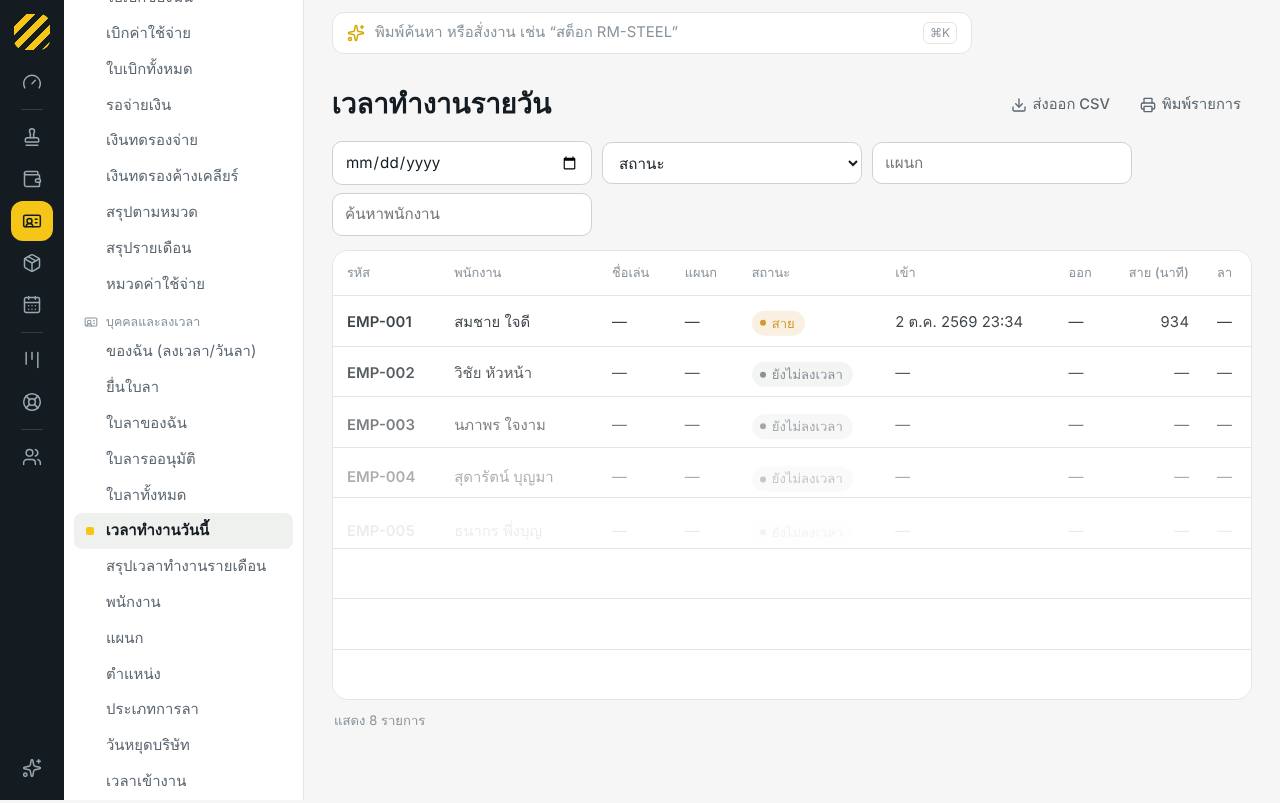 เบิกค่าใช้จ่าย
ใบเบิกทั้งหมด
รอจ่ายเงิน
เงินทดรองจ่าย
เงินทดรองค้างเคลียร์
สรุปตามหมวด
สรุปรายเดือน
หมวดค่าใช้จ่าย
บุคคลและลงเวลา
ของฉัน (ลงเวลา/วันลา)
ยื่นใบลา
ใบลาของฉัน
ใบลารออนุมัติ
ใบลาทั้งหมด
เวลาทำงานวันนี้
สรุปเวลาทำงานรายเดือน
พนักงาน
แผนก
ตำแหน่ง
ประเภทการลา
วันหยุดบริษัท
เวลาเข้างาน
พิมพ์ค้นหา หรือสั่งงาน เช่น “สต็อก RM-STEEL” ⌘K
เวลาทำงานรายวัน
ส่งออก CSV พิมพ์รายการ
mm/dd/yyyy สถานะ แผนก
ค้นหาพนักงาน
รหัส พนักงาน ชื่อเล่น แผนก สถานะ เข้า ออก สาย (นาที) ลา
EMP-001 สมชาย ใจดี — — สาย 2 ต.ค. 2569 23:34 — 934 —
EMP-002 วิชัย หัวหน้า — — ยังไม่ลงเวลา — — — —
EMP-003 นภาพร ใจงาม — — ยังไม่ลงเวลา — — — —
EMP-004 สุดารัตน์ บุญมา — — ยังไม่ลงเวลา — — — —
EMP-005 ธนากร พึ่งบุญ — — ยังไม่ลงเวลา — — — —
แสดง 8 รายการ